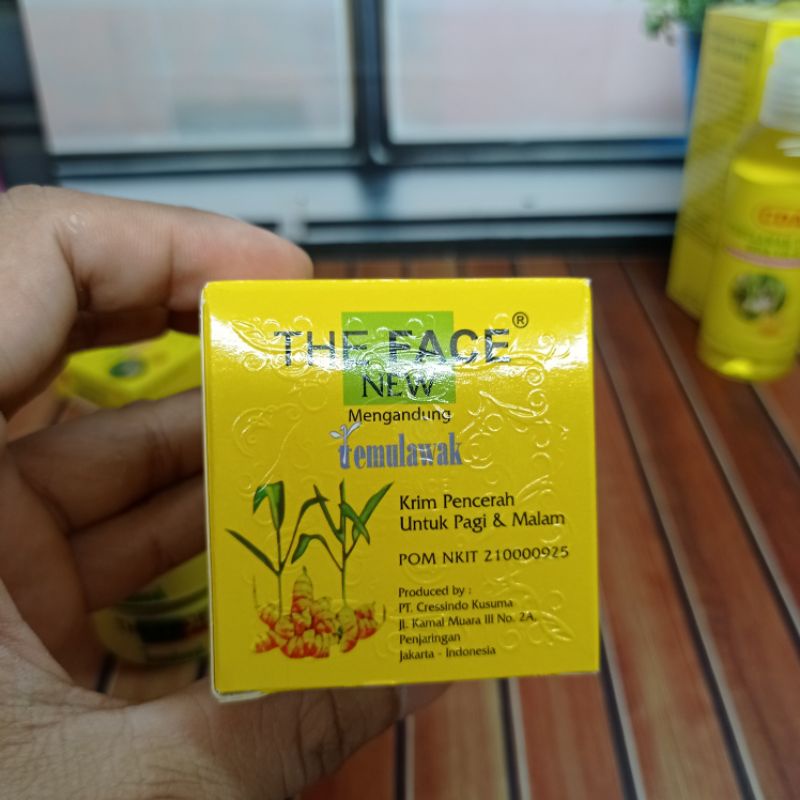 THE FACE®
NEW
Mengandung
temulawak
Krim Pencerah
Untuk Pagi & Malam
POM NKIT 210000925
Produced by :
PT. Cressindo Kusuma
Jl. Kamal Muara III No. 2A,
Penjaringan
Jakarta - Indonesia